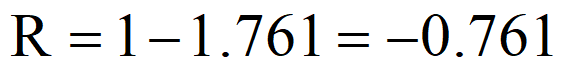 R = 1−1.761 = −0.761